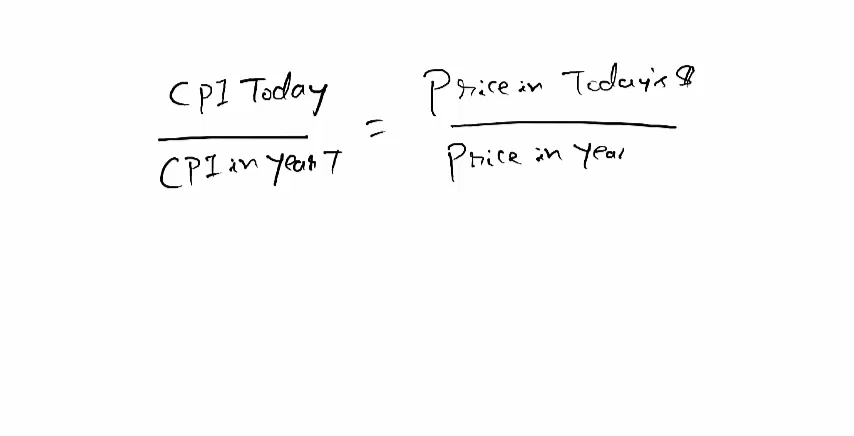 CPI Today
CPI in year T
=
Price in Today's $
Price in year